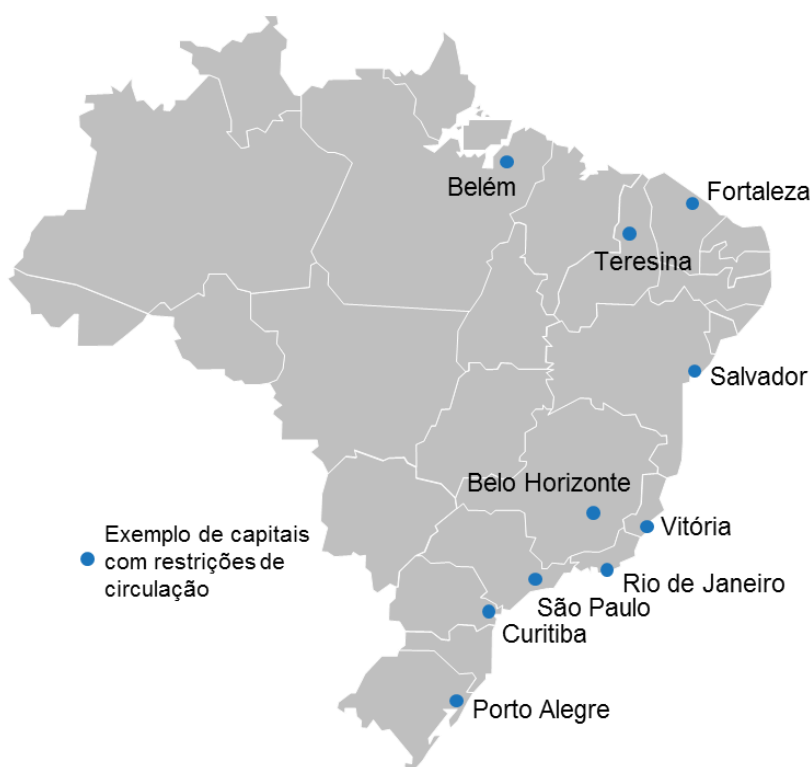 Belém
Fortaleza
Teresina
Salvador
Belo Horizonte
Vitória
Exemplo de capitais
com restrições de
circulação
Rio de Janeiro
São Paulo
Curitiba
Porto Alegre